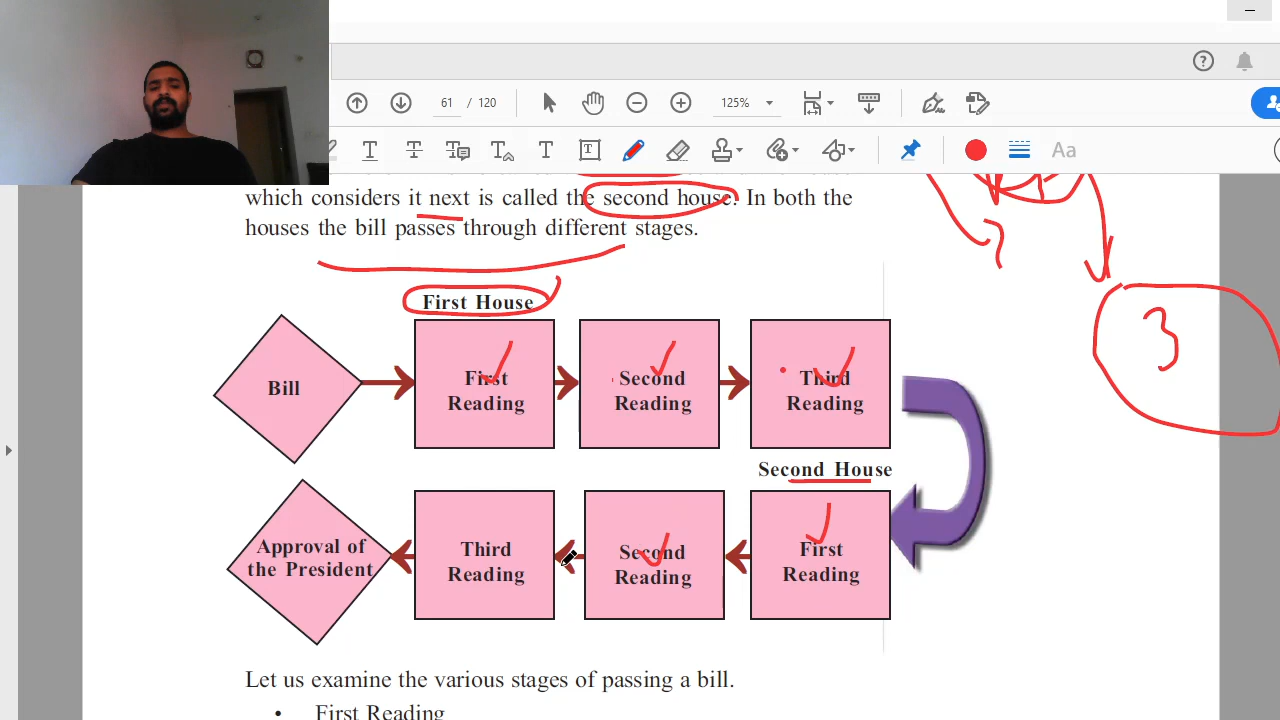 61 / 120
125%
Aa
which considers it next is called the second house. In both the
houses the bill passes through different stages.
3
3
First House
Bill
First
Reading
Second
Reading
Third
Reading
Second House
Approval of
the President
Third
Reading
Second
Reading
First
Reading
Let us examine the various stages of passing a bill.
• First Reading